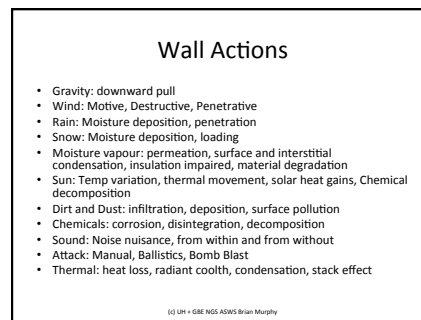 Wall Actions
• Gravity: downward pull
• Wind: Motive, Destructive, Penetrative
• Rain: Moisture deposition, penetration
• Snow: Moisture deposition, loading
• Moisture vapour: permeation, surface and interstitial
condensation, insulation impaired, material degradation
• Sun: Temp variation, thermal movement, solar heat gains, Chemical
decomposition
• Dirt and Dust: infiltration, deposition, surface pollution
• Chemicals: corrosion, disintegration, decomposition
• Sound: Noise nuisance, from within and from without
• Attack: Manual, Ballistics, Bomb Blast
• Thermal: heat loss, radiant coolth, condensation, stack effect
(c) UH + GBE NGS ASWS Brian Murphy